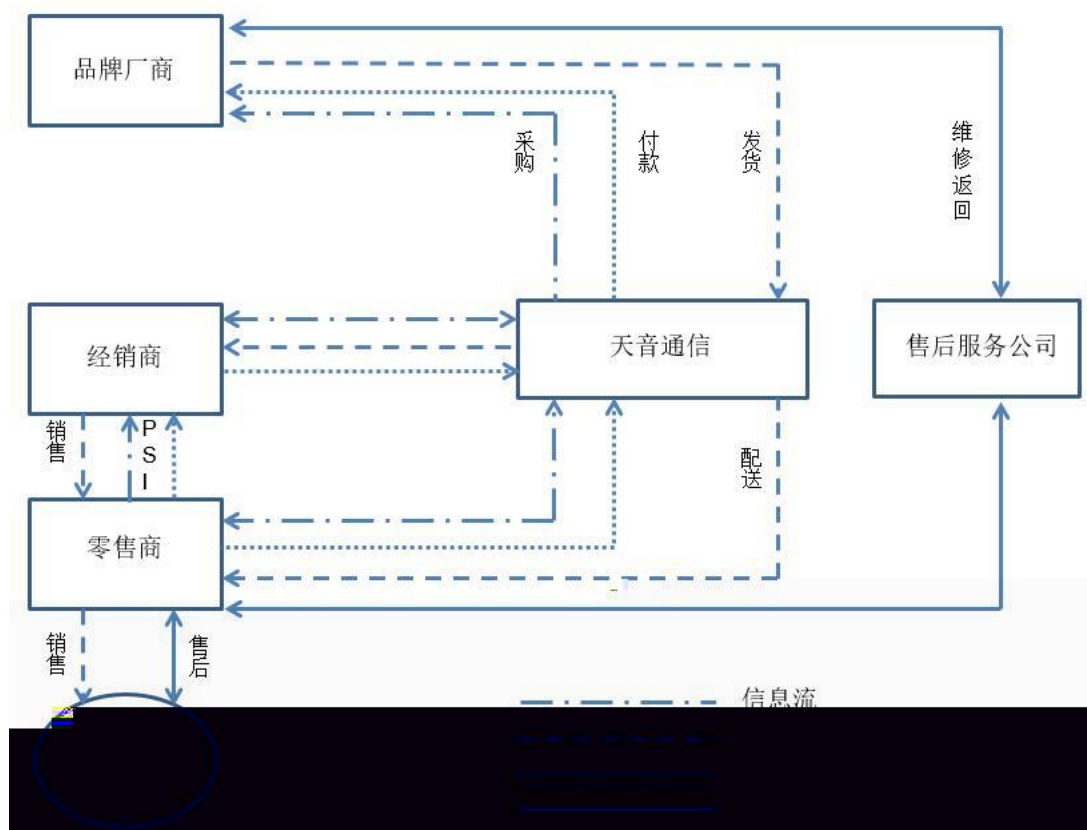 品牌厂商
采购
付款
发货
维修返回
经销商
天音通信
售后服务公司
销售
PSI
配送
零售商
销售
售后
信息流